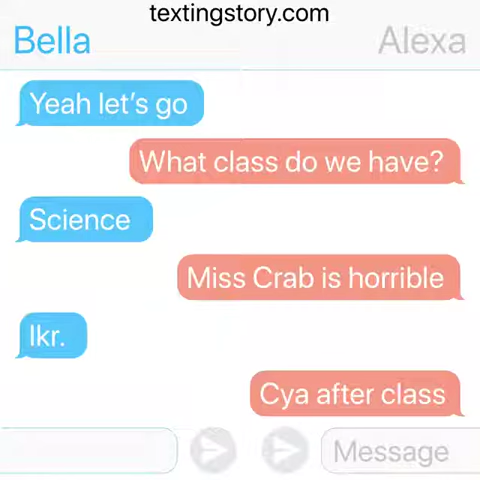 textingstory.com
Bella
Alexa
Yeah let's go
What class do we have?
Science
Miss Crab is horrible
Ikr.
Cya after class
Message